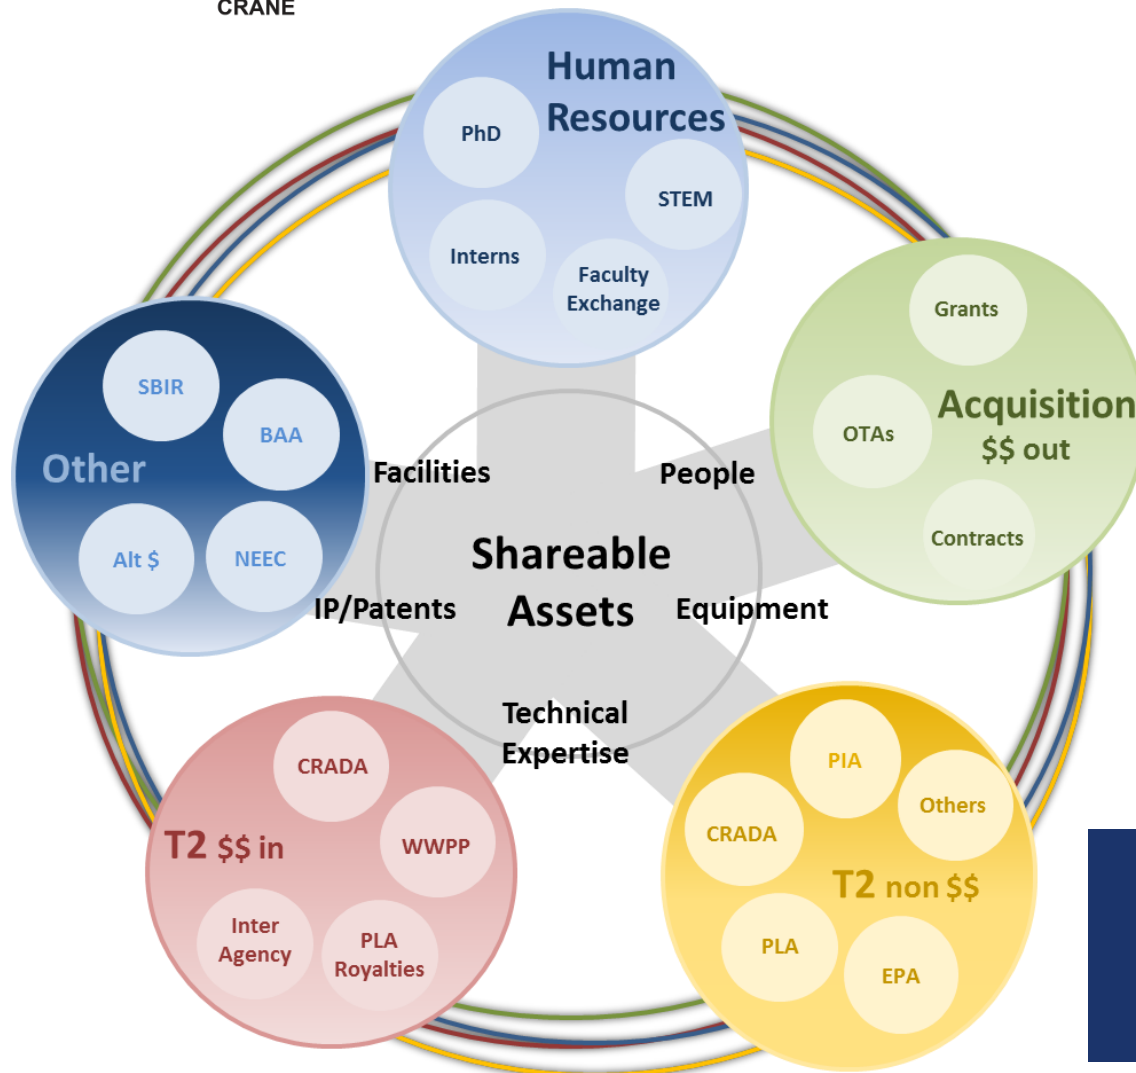 CRANE
Human
Resources
PhD
STEM
Interns
Faculty
Exchange
Grants
OTAs
Acquisition
$$ out
Contracts
SBIR
BAA
Other
Alt $
NEEC
Facilities
People
Shareable
Assets
IP/Patents
Equipment
Technical
Expertise
CRADA
WWPP
T2 $$ in
Inter
Agency
PLA
Royalties
PIA
Others
CRADA
T2 non $$
PLA
EPA